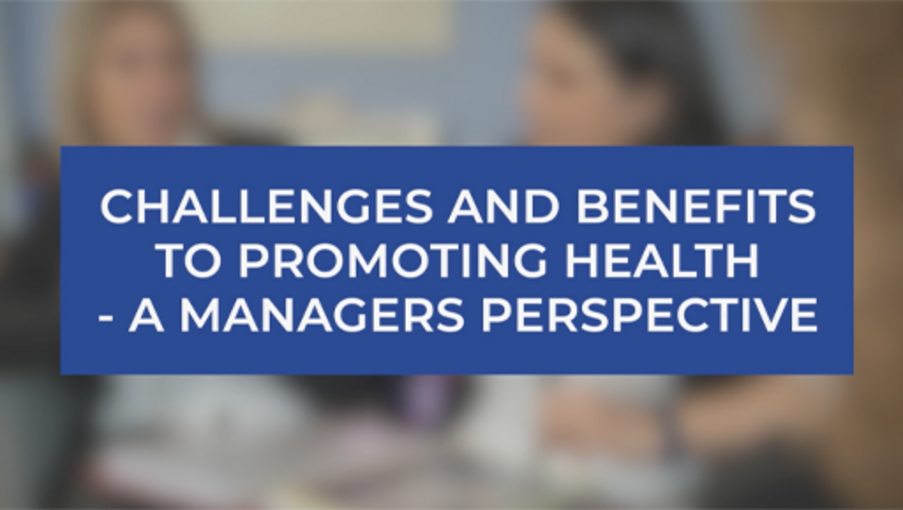 CHALLENGES AND BENEFITS
TO PROMOTING HEALTH
- A MANAGERS PERSPECTIVE